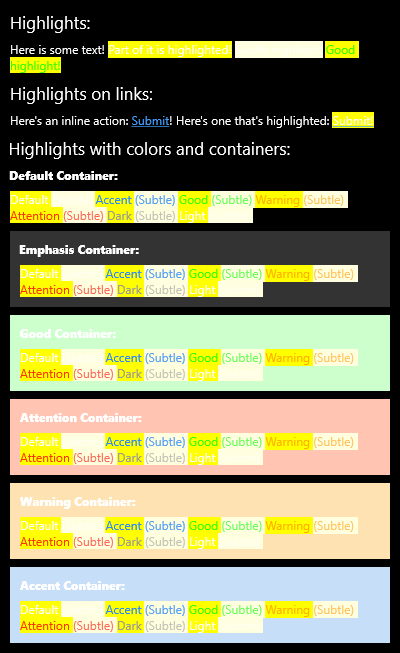 Highlights:
Here is some text! Part of it is highlighted! Good
highlight!
Highlights on links:
Here's an inline action: Submit! Here's one that's highlighted: Submit!
Highlights with colors and containers:
Default Container:
Default Accent (Subtle) Good (Subtle) Warning (Subtle)
Attention (Subtle) Dark (Subtle) Light
Emphasis Container:
Default Accent (Subtle) Good (Subtle) Warning (Subtle)
Attention (Subtle) Dark (Subtle) Light
Good Container:
Default Accent (Subtle) Good (Subtle) Warning (Subtle)
Attention (Subtle) Dark (Subtle) Light
Attention Container:
Default Accent (Subtle) Good (Subtle) Warning (Subtle)
Attention (Subtle) Dark (Subtle) Light
Warning Container:
Default Accent (Subtle) Good (Subtle) Warning (Subtle)
Attention (Subtle) Dark (Subtle) Light
Accent Container:
Default Accent (Subtle) Good (Subtle) Warning (Subtle)
Attention (Subtle) Dark (Subtle) Light